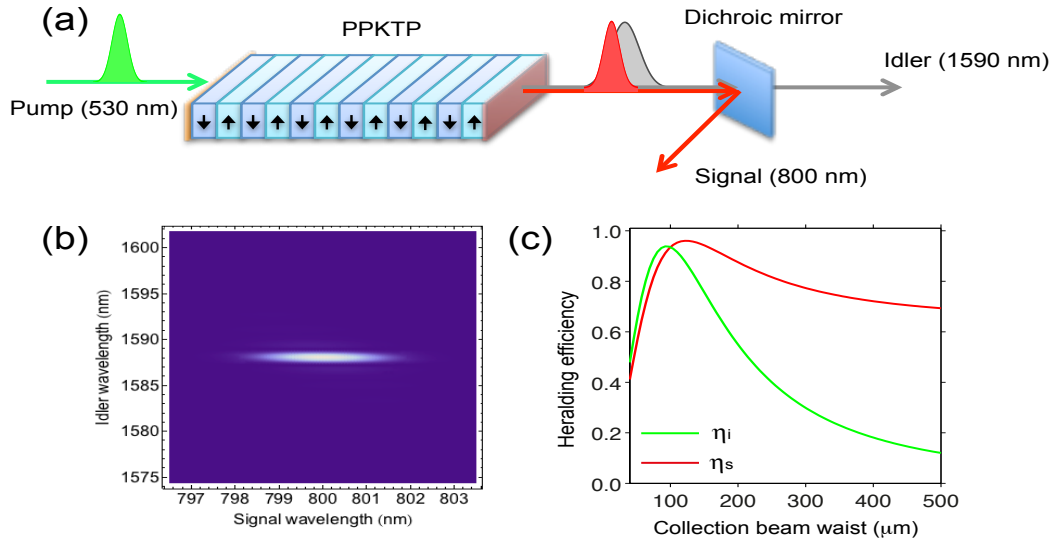 (a)
PPKTP
Dichroic mirror
Pump (530 nm)
Idler (1590 nm)
Signal (800 nm)
(b)
Idler wavelength (nm)
1600
1595
1590
1585
1580
1575
797 798 799 800 801 802 803
Signal wavelength (nm)
(c)
Heralding efficiency
1.0
0.8
0.6
0.4
0.2
0.0
ηi
ηs
100 200 300 400 500
Collection beam waist (μm)